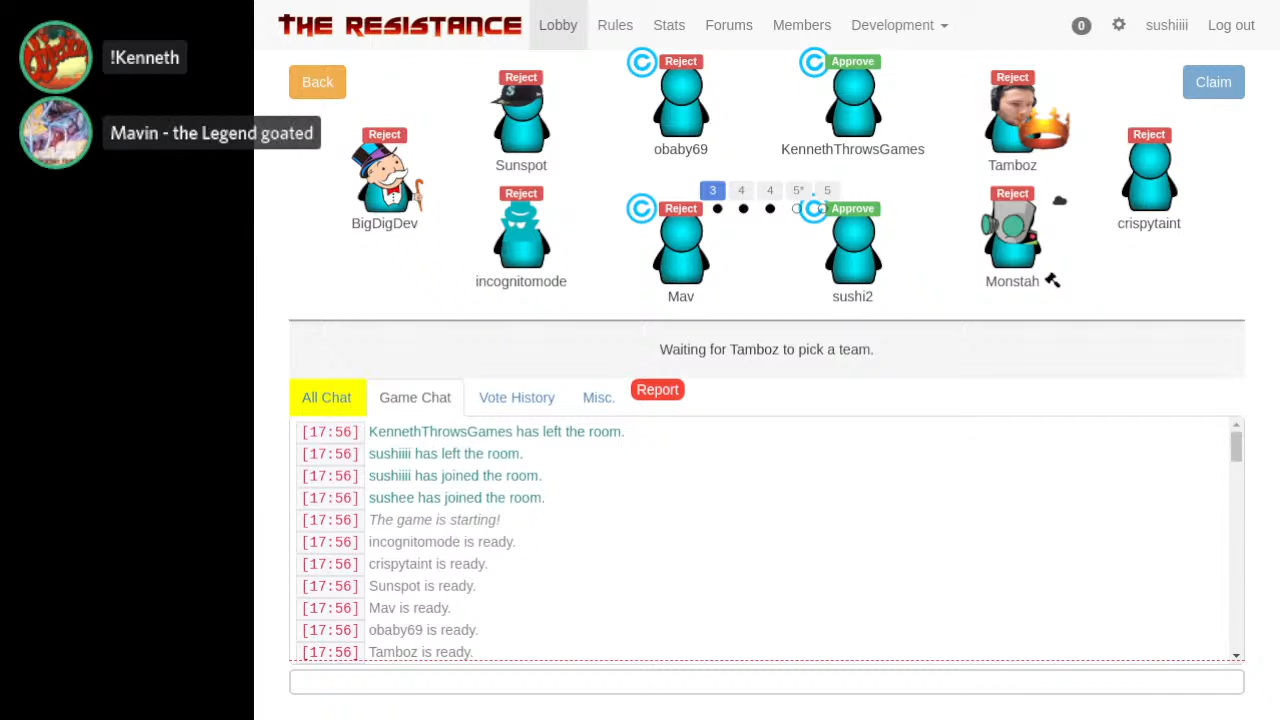 !Kenneth
Mavin - the Legend goated
THE RESISTANCE
Lobby
Rules
Stats
Forums
Members
Development
0
sushiiii
Log out
Back
Claim
Reject
BigDigDev
Reject
Sunspot
Reject
obaby69
Approve
KennethThrowsGames
Reject
Tamboz
Reject
crispytaint
Reject
incognitomode
3 4 4 5* 5
Reject
Mav
Approve
sushi2
Reject
Monstah
Waiting for Tamboz to pick a team.
All Chat
Game Chat
Vote History
Misc.
Report
[17:56] KennethThrowsGames has left the room.
[17:56] sushiiii has left the room.
[17:56] sushiiii has joined the room.
[17:56] sushee has joined the room.
[17:56] The game is starting!
[17:56] incognitomode is ready.
[17:56] crispytaint is ready.
[17:56] Sunspot is ready.
[17:56] Mav is ready.
[17:56] obaby69 is ready.
[17:56] Tamboz is ready.